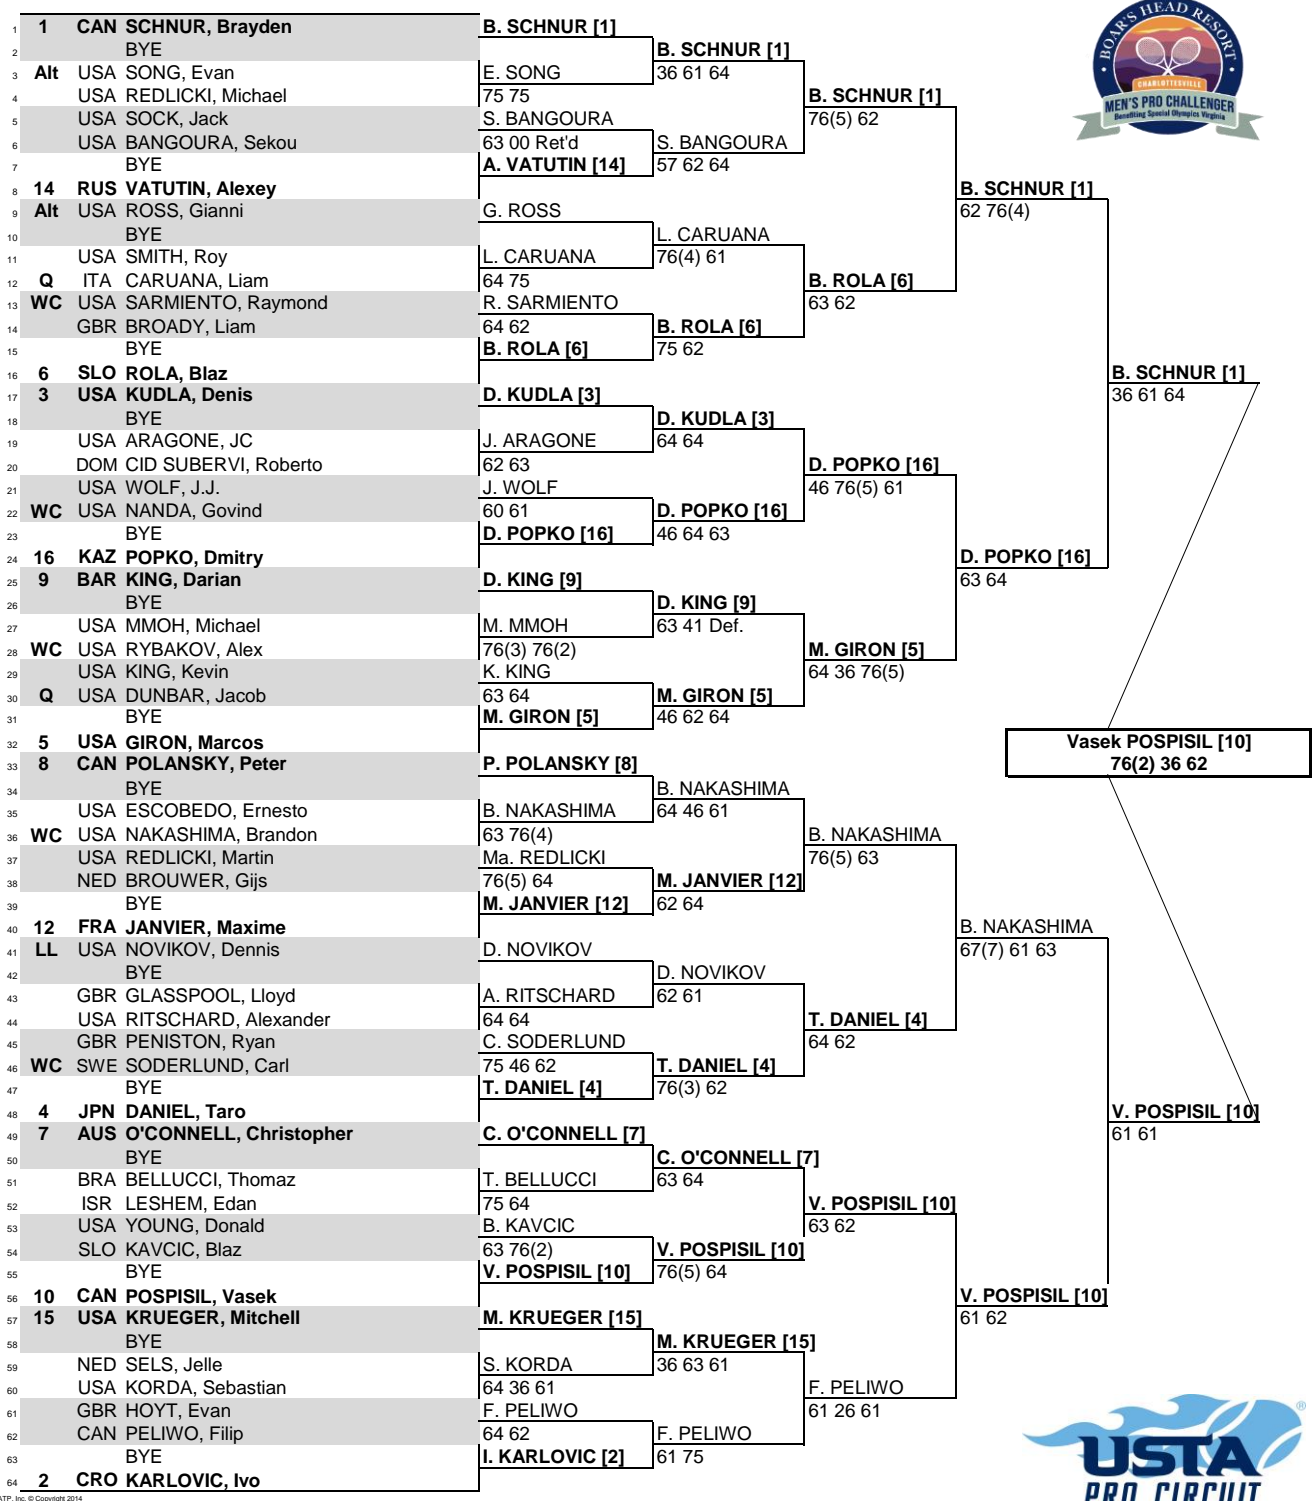 BOAR'S HEAD RESORT
CHARLOTTESVILLE
MEN'S PRO CHALLENGER
Benefiting Special Olympics Virginia
1 1 CAN SCHNUR, Brayden
2 BYE
3 Alt USA SONG, Evan
4 USA REDLICKI, Michael
5 USA SOCK, Jack
6 USA BANGOURA, Sekou
7 BYE
8 14 RUS VATUTIN, Alexey
9 Alt USA ROSS, Gianni
10 BYE
11 USA SMITH, Roy
12 Q ITA CARUANA, Liam
13 WC USA SARMIENTO, Raymond
14 GBR BROADY, Liam
15 BYE
16 6 SLO ROLA, Blaz
17 3 USA KUDLA, Denis
18 BYE
19 USA ARAGONE, JC
20 DOM CID SUBERVI, Roberto
21 USA WOLF, J.J.
22 WC USA NANDA, Govind
23 BYE
24 16 KAZ POPKO, Dmitry
25 9 BAR KING, Darian
26 BYE
27 USA MMOH, Michael
28 WC USA RYBAKOV, Alex
29 USA KING, Kevin
30 Q USA DUNBAR, Jacob
31 BYE
32 5 USA GIRON, Marcos
33 8 CAN POLANSKY, Peter
34 BYE
35 USA ESCOBEDO, Ernesto
36 WC USA NAKASHIMA, Brandon
37 USA REDLICKI, Martin
38 NED BROUWER, Gijs
39 BYE
40 12 FRA JANVIER, Maxime
41 LL USA NOVIKOV, Dennis
42 BYE
43 GBR GLASSPOOL, Lloyd
44 USA RITSCHARD, Alexander
45 GBR PENISTON, Ryan
46 WC SWE SODERLUND, Carl
47 BYE
48 4 JPN DANIEL, Taro
49 7 AUS O'CONNELL, Christopher
50 BYE
51 BRA BELLUCCI, Thomaz
52 ISR LESHEM, Edan
53 USA YOUNG, Donald
54 SLO KAVCIC, Blaz
55 BYE
56 10 CAN POSPISIL, Vasek
57 15 USA KRUEGER, Mitchell
58 BYE
59 NED SELS, Jelle
60 USA KORDA, Sebastian
61 GBR HOYT, Evan
62 CAN PELIWO, Filip
63 BYE
64 2 CRO KARLOVIC, Ivo
B. SCHNUR [1]
E. SONG
75 75
S. BANGOURA
63 00 Ret'd
A. VATUTIN [14]
G. ROSS
L. CARUANA
64 75
R. SARMIENTO
64 62
B. ROLA [6]
D. KUDLA [3]
J. ARAGONE
62 63
J. WOLF
60 61
D. POPKO [16]
D. KING [9]
M. MMOH
76(3) 76(2)
K. KING
63 64
M. GIRON [5]
P. POLANSKY [8]
B. NAKASHIMA
63 76(4)
Ma. REDLICKI
76(5) 64
M. JANVIER [12]
D. NOVIKOV
A. RITSCHARD
64 64
C. SODERLUND
75 46 62
T. DANIEL [4]
C. O'CONNELL [7]
T. BELLUCCI
75 64
B. KAVCIC
63 76(2)
V. POSPISIL [10]
M. KRUEGER [15]
S. KORDA
64 36 61
F. PELIWO
64 62
I. KARLOVIC [2]
B. SCHNUR [1]
36 61 64
S. BANGOURA
57 62 64
L. CARUANA
76(4) 61
B. ROLA [6]
75 62
D. KUDLA [3]
64 64
D. POPKO [16]
46 64 63
D. KING [9]
63 41 Def.
M. GIRON [5]
46 62 64
B. NAKASHIMA
64 46 61
M. JANVIER [12]
62 64
D. NOVIKOV
62 61
T. DANIEL [4]
76(3) 62
C. O'CONNELL [7]
63 64
V. POSPISIL [10]
76(5) 64
M. KRUEGER [15]
36 63 61
F. PELIWO
61 75
B. SCHNUR [1]
76(5) 62
B. ROLA [6]
63 62
D. POPKO [16]
46 76(5) 61
M. GIRON [5]
64 36 76(5)
B. NAKASHIMA
76(5) 63
T. DANIEL [4]
64 62
V. POSPISIL [10]
63 62
F. PELIWO
61 26 61
B. SCHNUR [1]
62 76(4)
D. POPKO [16]
63 64
B. NAKASHIMA
67(7) 61 63
V. POSPISIL [10]
61 62
B. SCHNUR [1]
36 61 64
V. POSPISIL [10]
61 61
Vasek POSPISIL [10]
76(2) 36 62
USTA
PRO CIRCUIT
®
ATP, Inc. © Copyright 2014